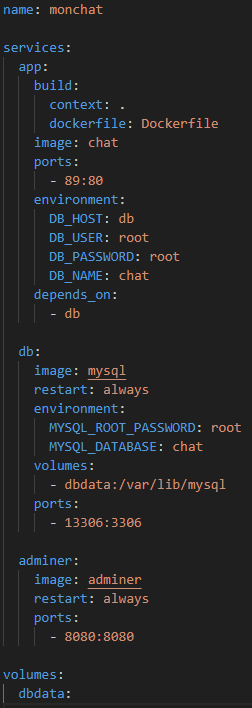 name: monchat

services:
  app:
    build:
      context: .
      dockerfile: Dockerfile
    image: chat
    ports:
      - 89:80
    environment:
      DB_HOST: db
      DB_USER: root
      DB_PASSWORD: root
      DB_NAME: chat
    depends_on:
      - db

  db:
    image: mysql
    restart: always
    environment:
      MYSQL_ROOT_PASSWORD: root
      MYSQL_DATABASE: chat
    volumes:
      - dbdata:/var/lib/mysql
    ports:
      - 13306:3306

  adminer:
    image: adminer
    restart: always
    ports:
      - 8080:8080

volumes:
  dbdata: